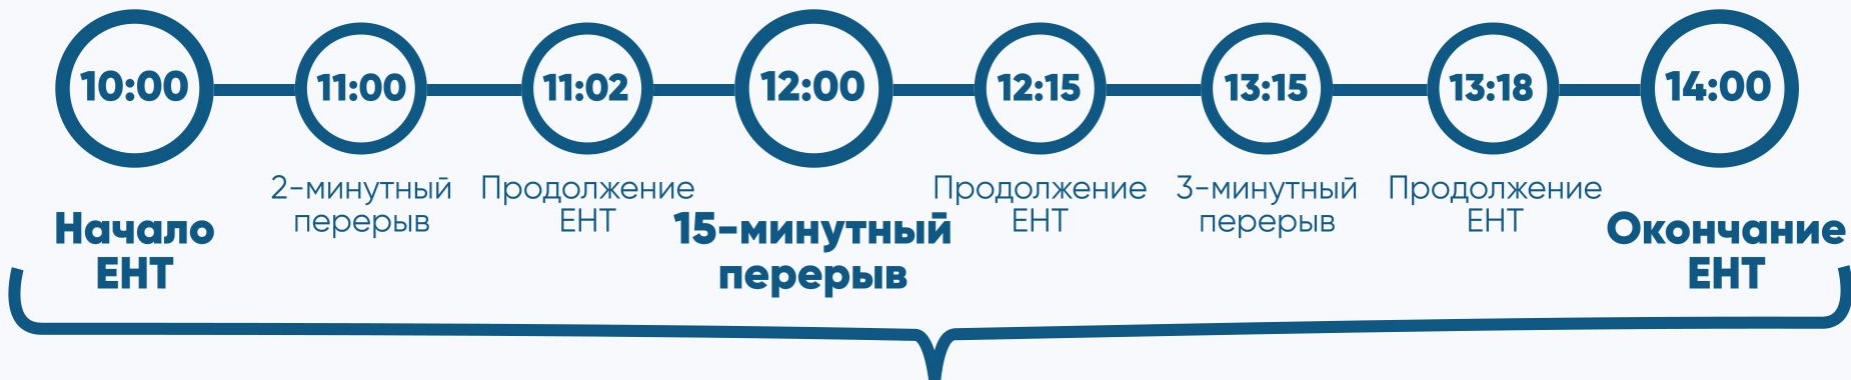 10:00
11:00
11:02
12:00
12:15
13:15
13:18
14:00
Начало
ЕНТ
2-минутный
перерыв
Продолжение
ЕНТ
15-минутный
перерыв
Продолжение
ЕНТ
3-минутный
перерыв
Продолжение
ЕНТ
Окончание
ЕНТ